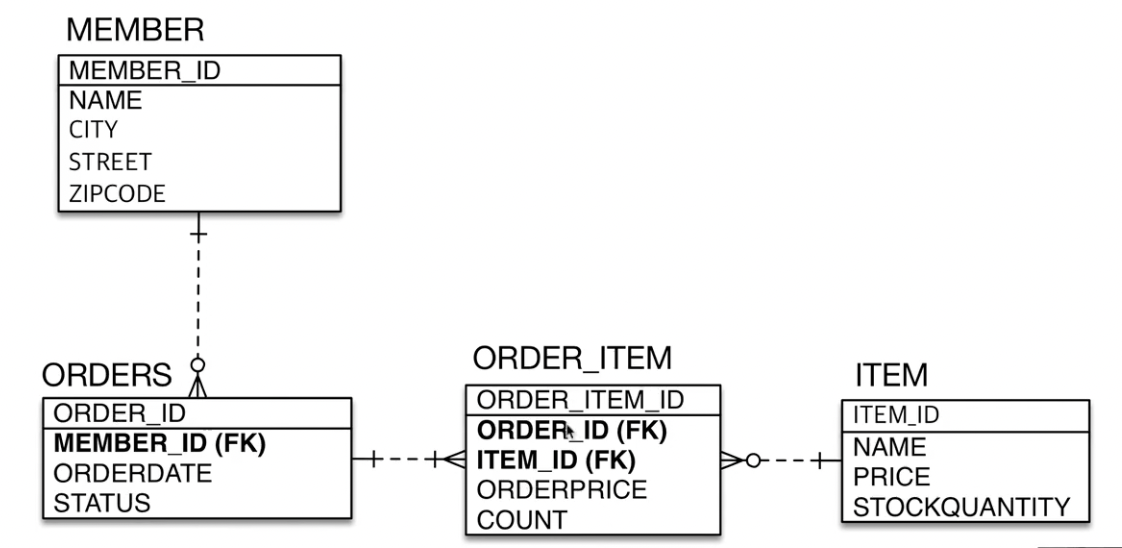 MEMBER
MEMBER_ID
NAME
CITY
STREET
ZIPCODE
ORDERS
ORDER_ID
MEMBER_ID (FK)
ORDERDATE
STATUS
ORDER_ITEM
ORDER_ITEM_ID
ORDER_ID (FK)
ITEM_ID (FK)
ORDERPRICE
COUNT
ITEM
ITEM_ID
NAME
PRICE
STOCKQUANTITY